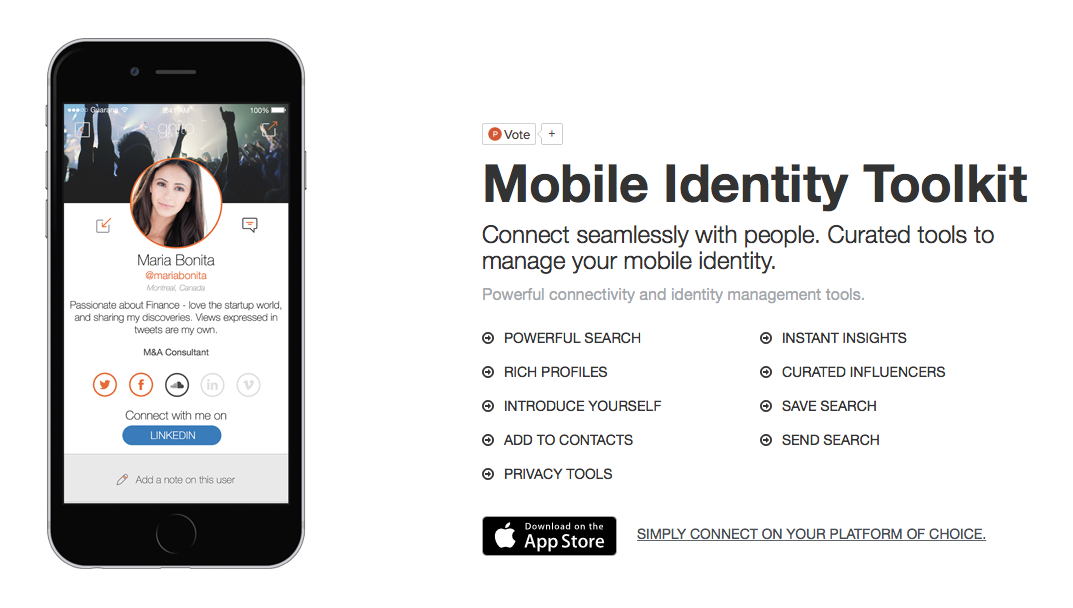 Guarana
100%
Maria Bonita
@mariabonita
Montreal, Canada
Passionate about Finance - love the startup world,
and sharing my discoveries. Views expressed in
tweets are my own.
M&A Consultant
in
Connect with me on
LINKEDIN
Add a note on this user
P Vote +
Mobile Identity Toolkit
Connect seamlessly with people. Curated tools to
manage your mobile identity.
Powerful connectivity and identity management tools.
POWERFUL SEARCH
RICH PROFILES
INTRODUCE YOURSELF
ADD TO CONTACTS
PRIVACY TOOLS
INSTANT INSIGHTS
CURATED INFLUENCERS
SAVE SEARCH
SEND SEARCH
Download on the
App Store
SIMPLY CONNECT ON YOUR PLATFORM OF CHOICE.